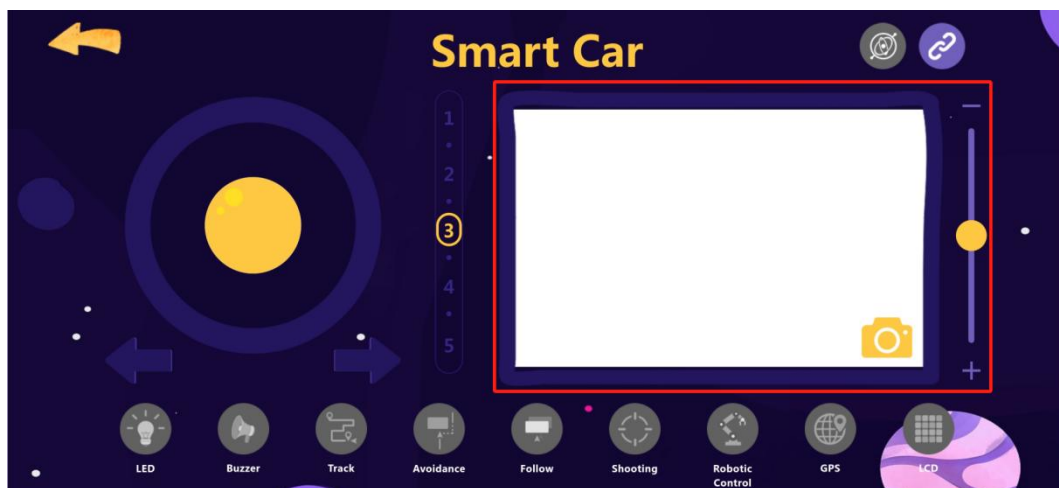 Smart Car
1
2
3
4
5
LED
Buzzer
Track
Avoidance
Follow
Shooting
Robotic
Control
GPS
LCD